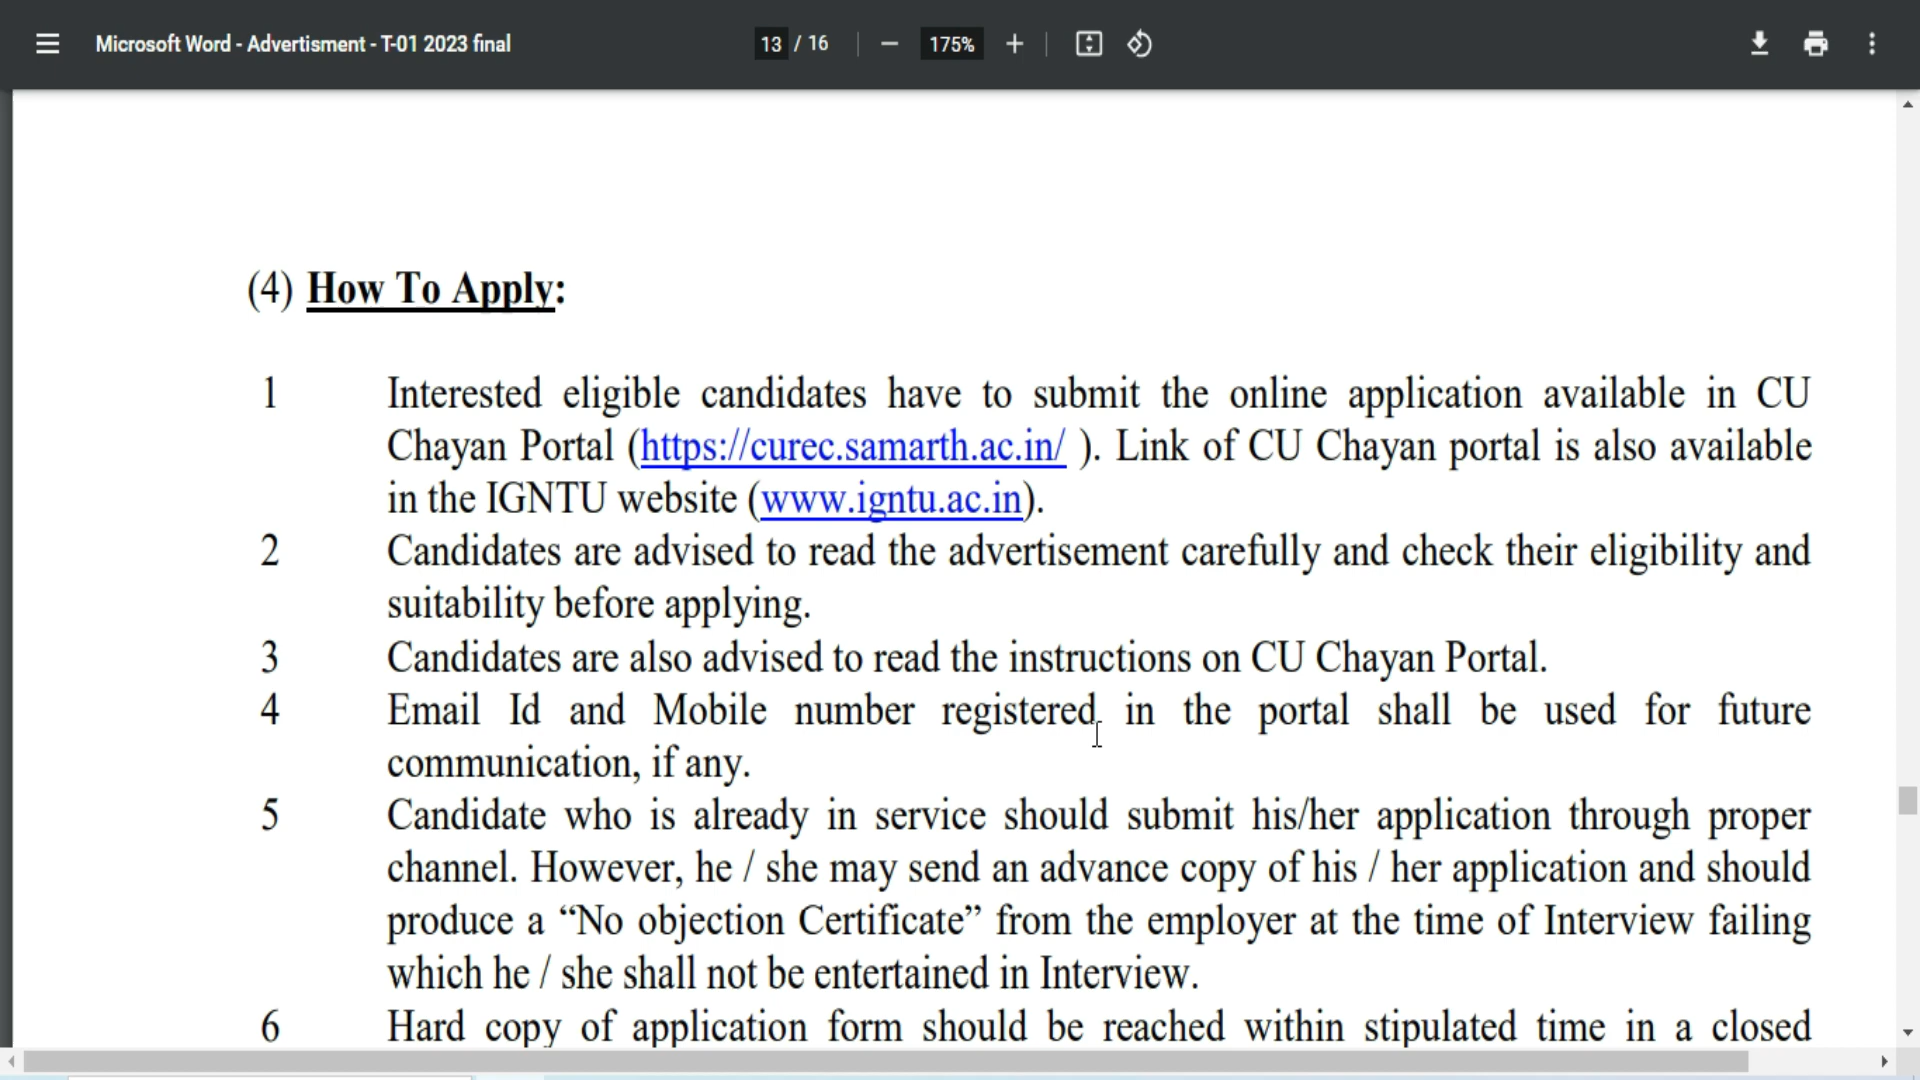 Microsoft Word - Advertisment - T-01 2023 final
13 / 16
175%
(4) How To Apply:
1 Interested eligible candidates have to submit the online application available in CU
Chayan Portal (https://curec.samarth.ac.in/ ). Link of CU Chayan portal is also available
in the IGNTU website (www.igntu.ac.in).
2 Candidates are advised to read the advertisement carefully and check their eligibility and
suitability before applying.
3 Candidates are also advised to read the instructions on CU Chayan Portal.
4 Email Id and Mobile number registered in the portal shall be used for future
communication, if any.
5 Candidate who is already in service should submit his/her application through proper
channel. However, he / she may send an advance copy of his / her application and should
produce a “No objection Certificate” from the employer at the time of Interview failing
which he / she shall not be entertained in Interview.
6 Hard copy of application form should be reached within stipulated time in a closed